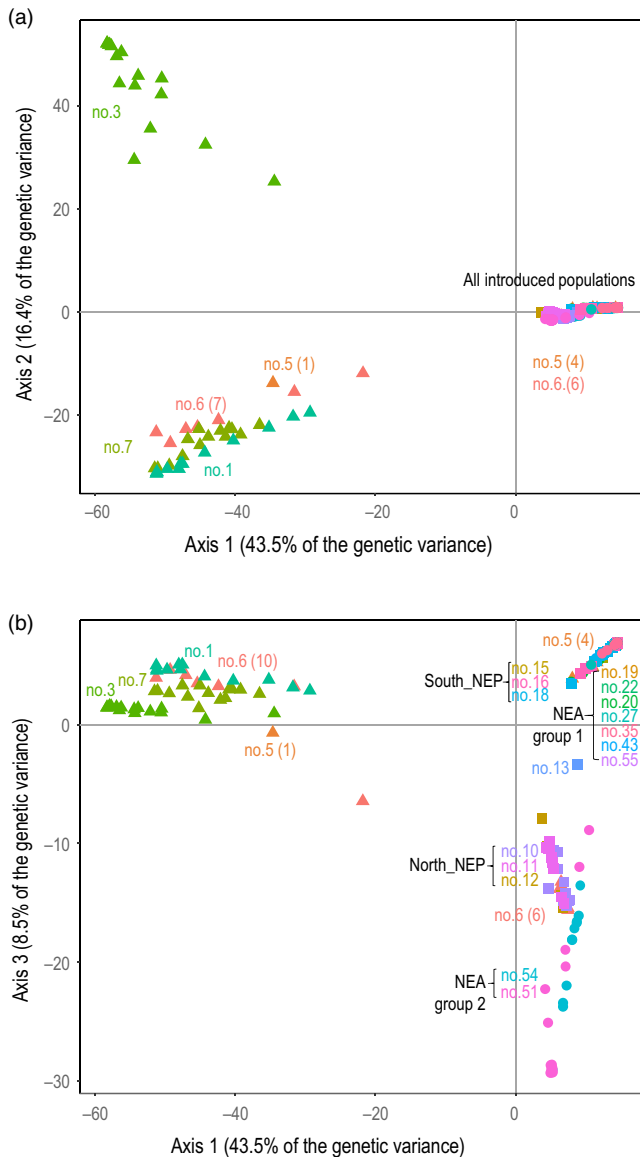 (a)
Axis 2 (16.4% of the genetic variance)
40
20
0
−20
no.3
All introduced populations
no.5 (4)
no.6.(6)
no.5 (1)
no.6 (7)
no.7
no.1
−60
−40
−20
0
Axis 1 (43.5% of the genetic variance)
(b)
Axis 3 (8.5% of the genetic variance)
0
−10
−20
−30
no.1
no.6 (10)
no.7
no.3
no.5 (1)
no.5 (4)
South_NEP
no.15
no.16
no.18
NEA
group 1
no.19
no.22
no.20
no.27
no.35
no.43
no.55
no.13
North_NEP
no.10
no.11
no.12
no.6 (6)
NEA
group 2
no.54
no.51
−60
−40
−20
0
Axis 1 (43.5% of the genetic variance)